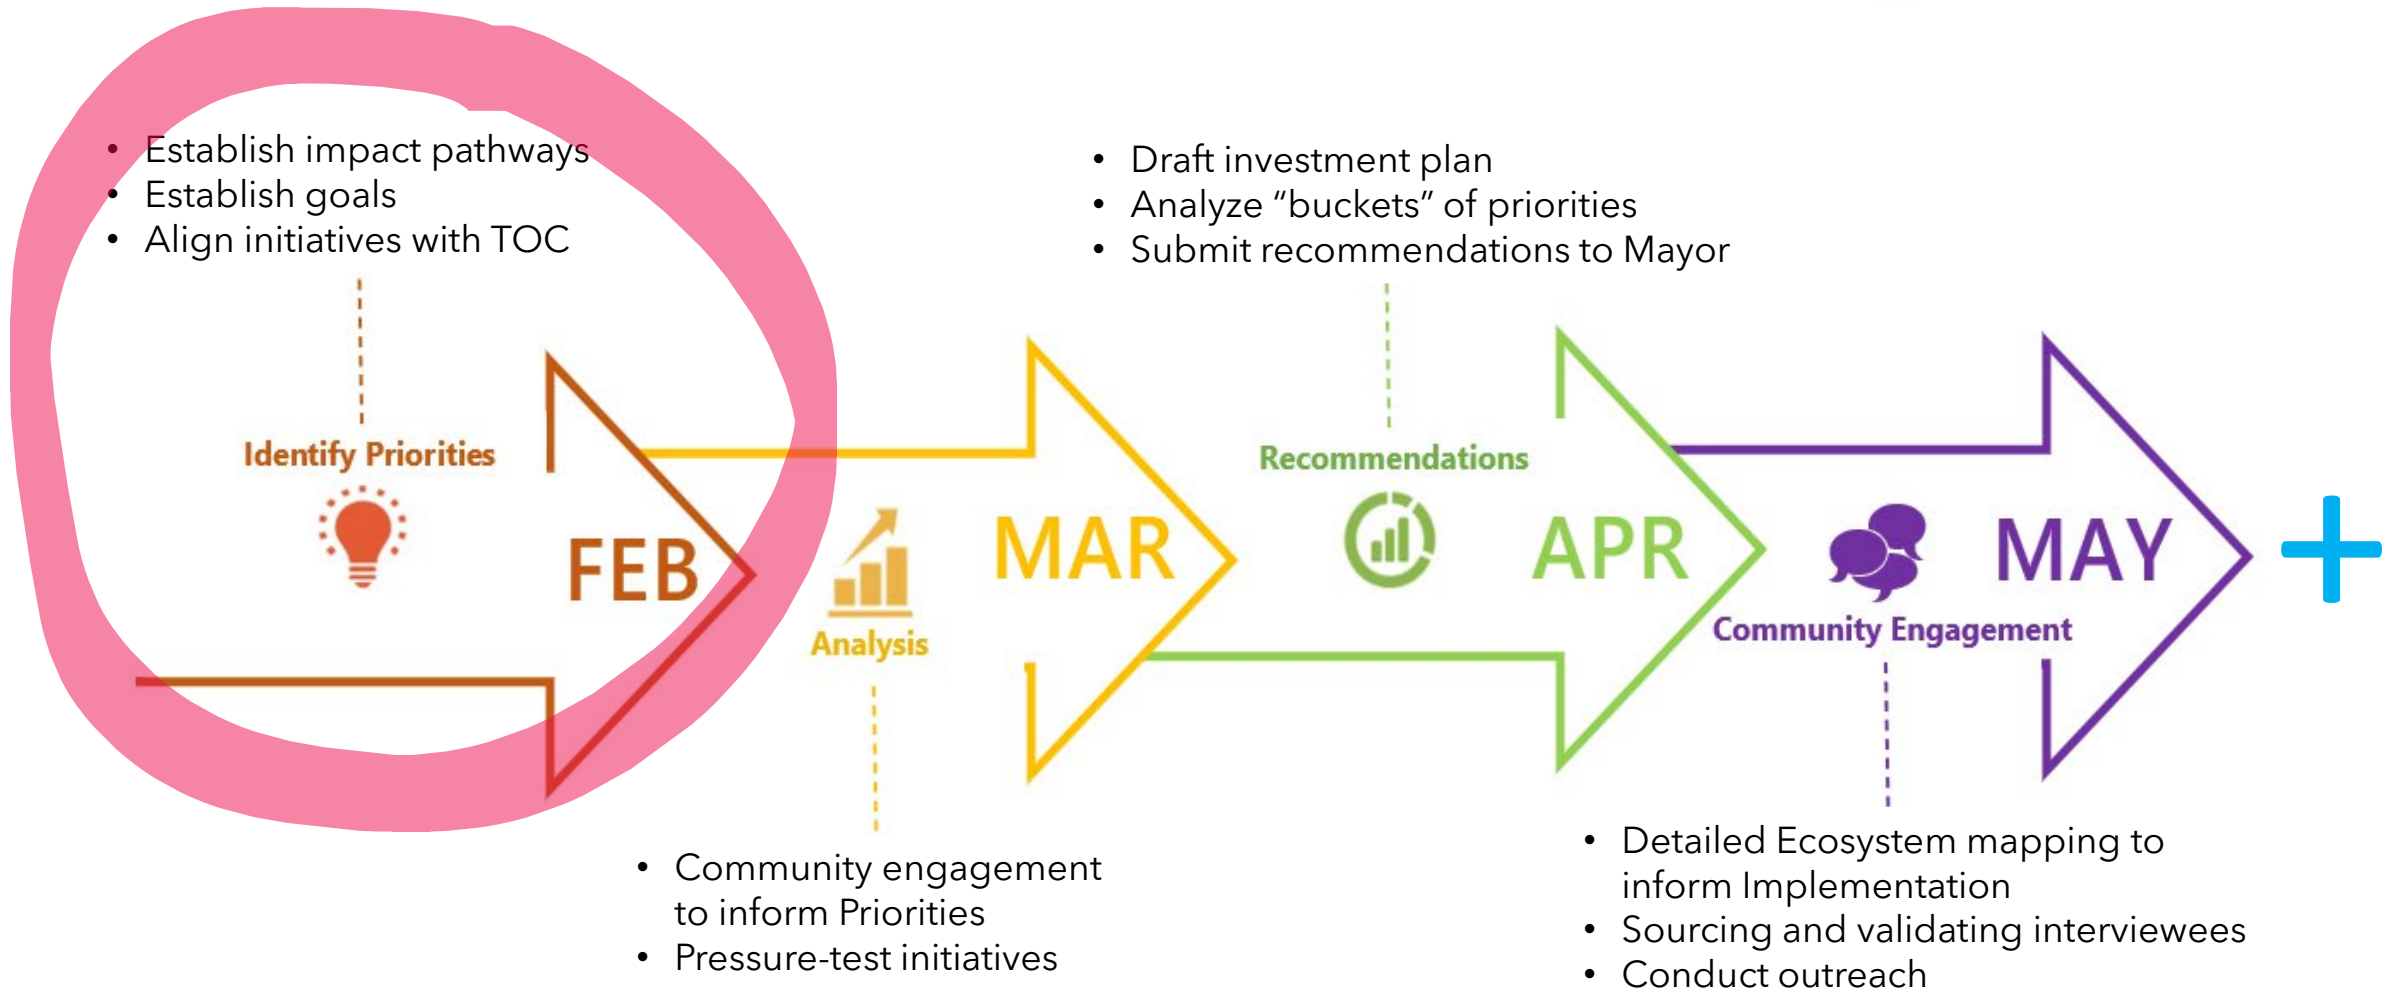 • Establish impact pathways
• Establish goals
• Align initiatives with TOC
Identify Priorities
FEB
Analysis
• Community engagement
to inform Priorities
• Pressure-test initiatives
MAR
• Draft investment plan
• Analyze “buckets” of priorities
• Submit recommendations to Mayor
Recommendations
APR
Community Engagement
MAY
• Detailed Ecosystem mapping to
inform Implementation
• Sourcing and validating interviewees
• Conduct outreach
+